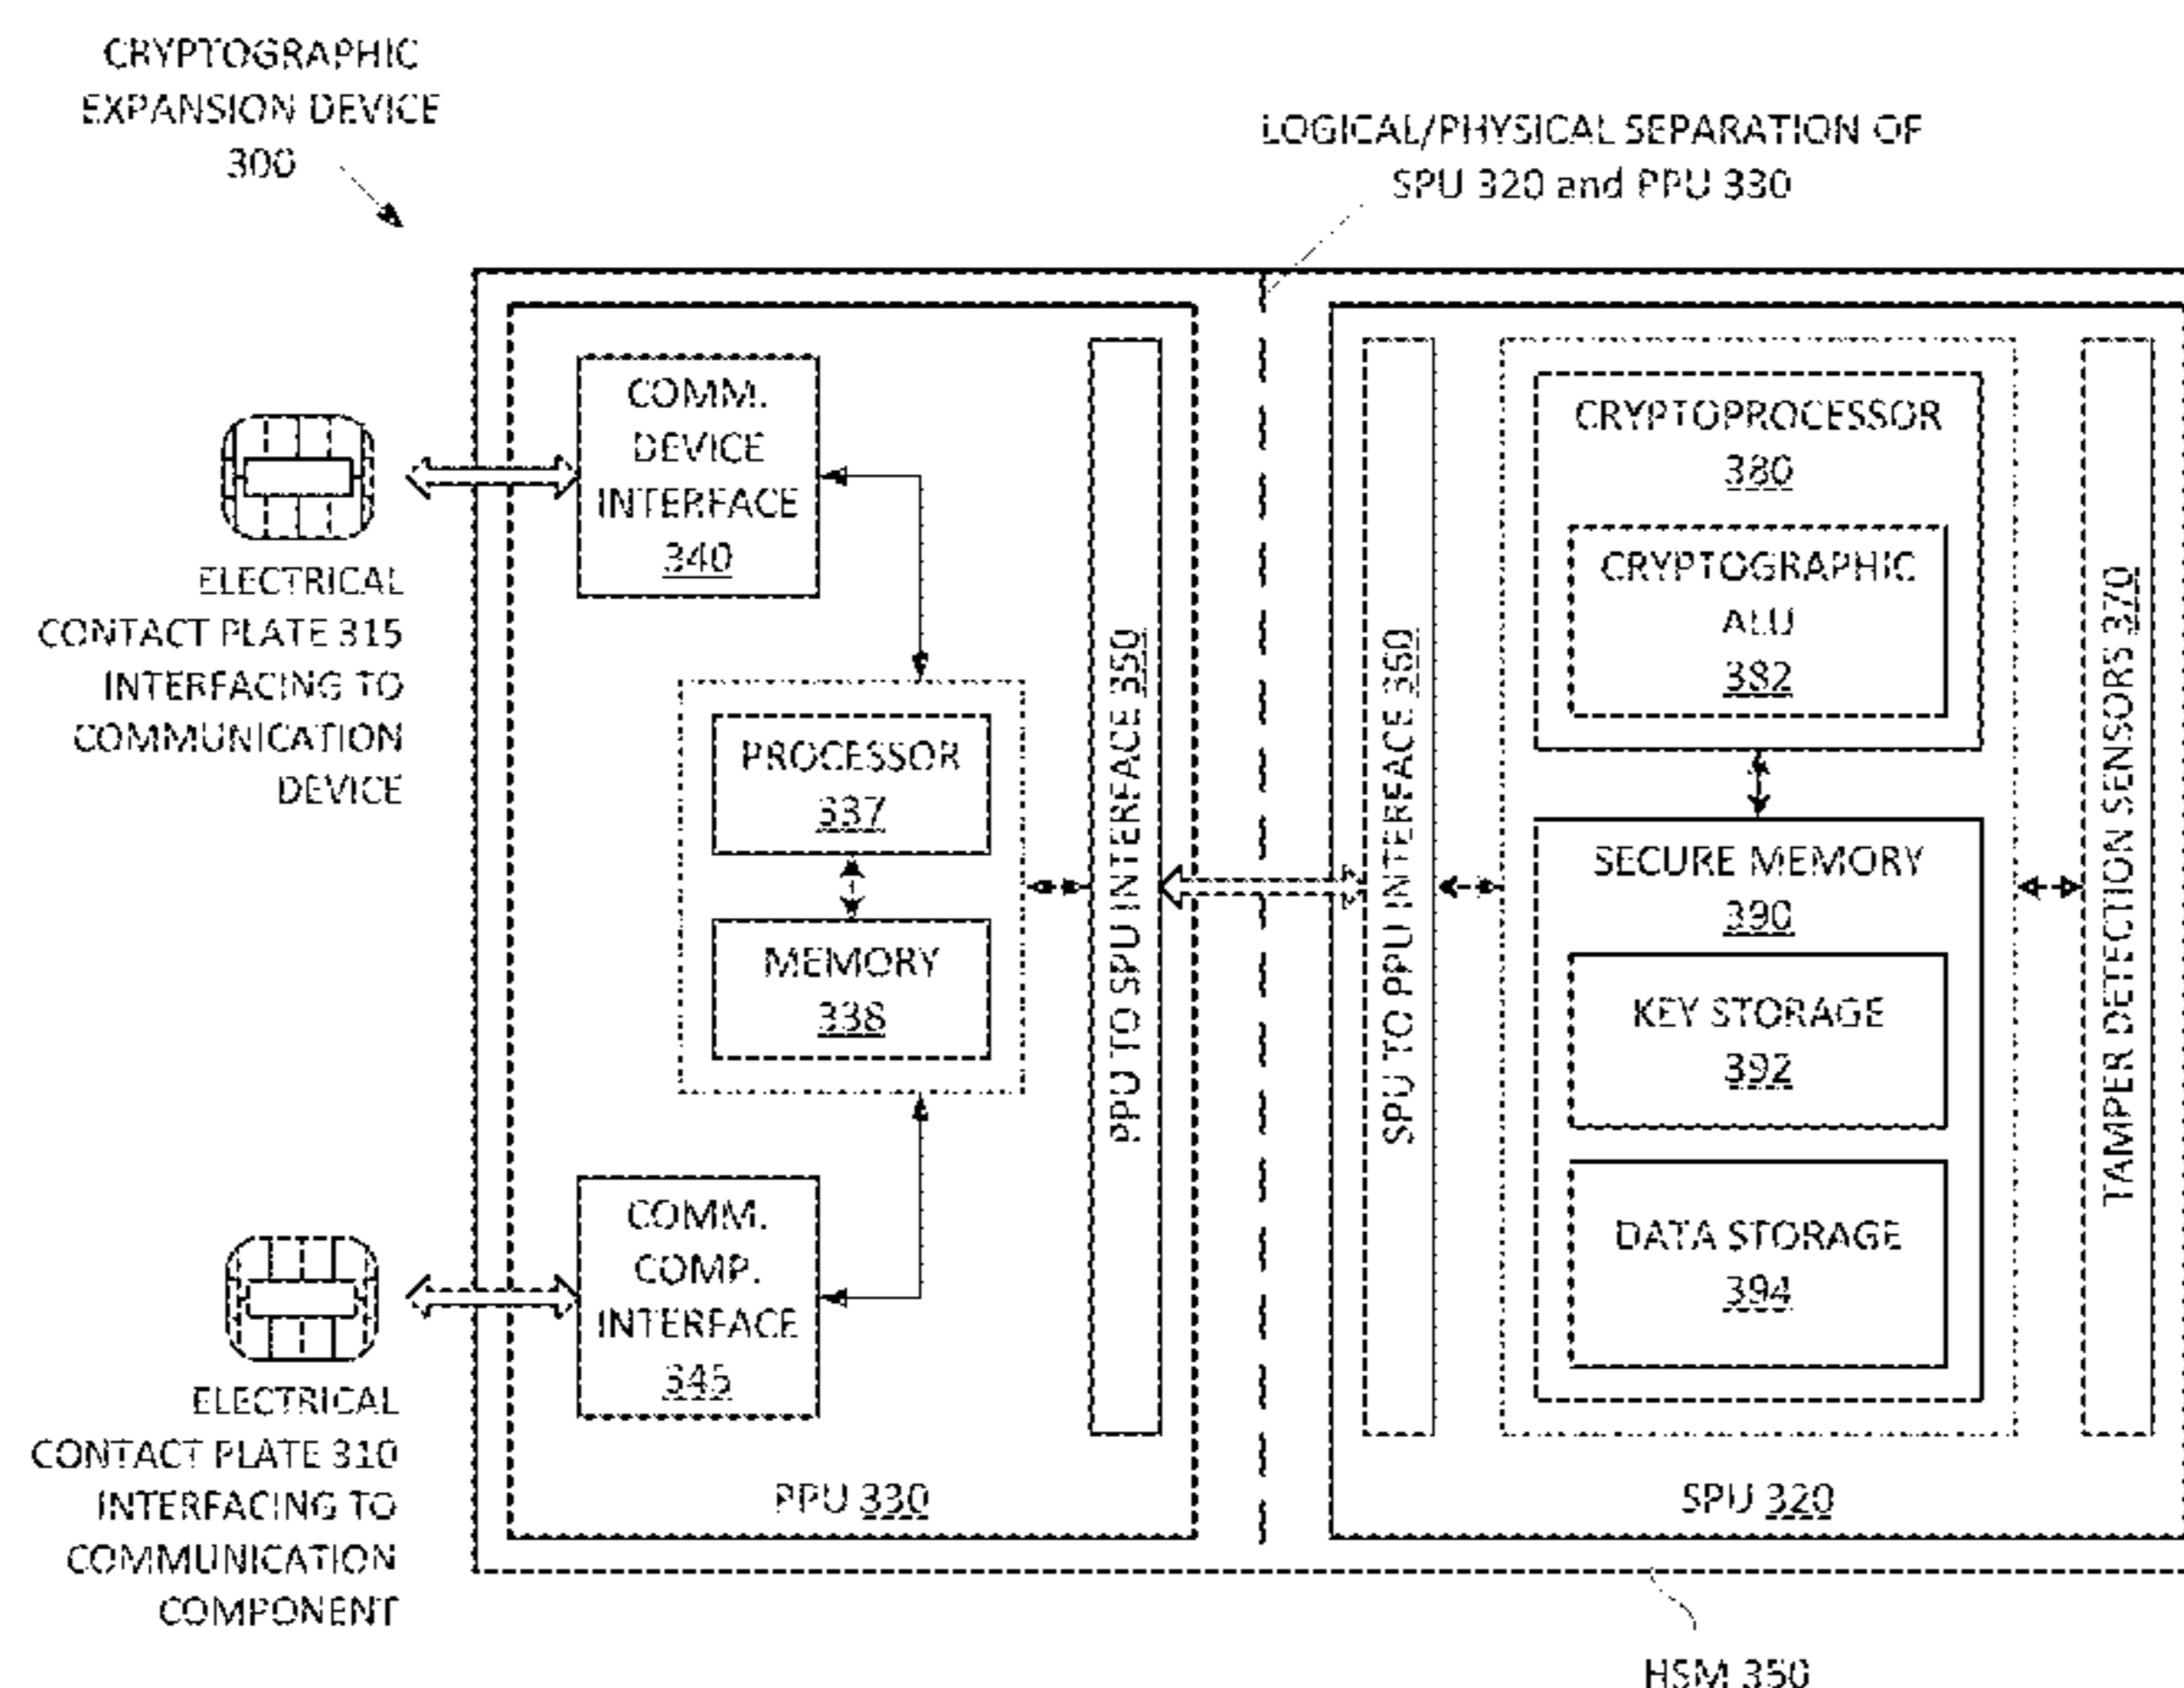 CRYPTOGRAPHIC
EXPANSION DEVICE
300
LOGICAL/PHYSICAL SEPARATION OF
SPU 320 and PPU 330
COMM.
DEVICE
INTERFACE
340
ELECTRICAL
CONTACT PLATE 315
INTERFACING TO
COMMUNICATION
DEVICE
PROCESSOR
337
MEMORY
338
COMM.
COMP.
INTERFACE
345
ELECTRICAL
CONTACT PLATE 310
INTERFACING TO
COMMUNICATION
COMPONENT
PPU TO SPU INTERFACE 350
PPU 330
SPU TO PPU INTERFACE 360
CRYPTOPROCESSOR
380
CRYPTOGRAPHIC
ALU
382
SECURE MEMORY
390
KEY STORAGE
392
DATA STORAGE
394
TAMPER DETECTION SENSORS 370
SPU 320
HSM 350